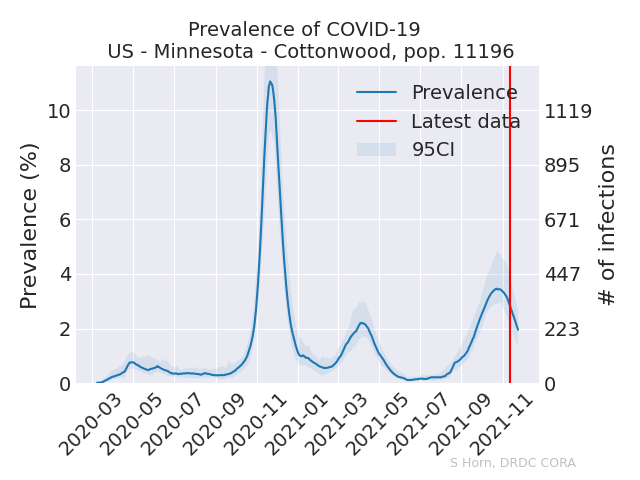 Prevalence of COVID-19
US - Minnesota - Cottonwood, pop. 11196
Prevalence
Latest data
95CI
Prevalence (%)
10
8
6
4
2
0
1119
895
671
447
223
0
# of infections
2020-03
2020-05
2020-07
2020-09
2020-11
2021-01
2021-03
2021-05
2021-07
2021-09
2021-11
S Horn, DRDC CORA